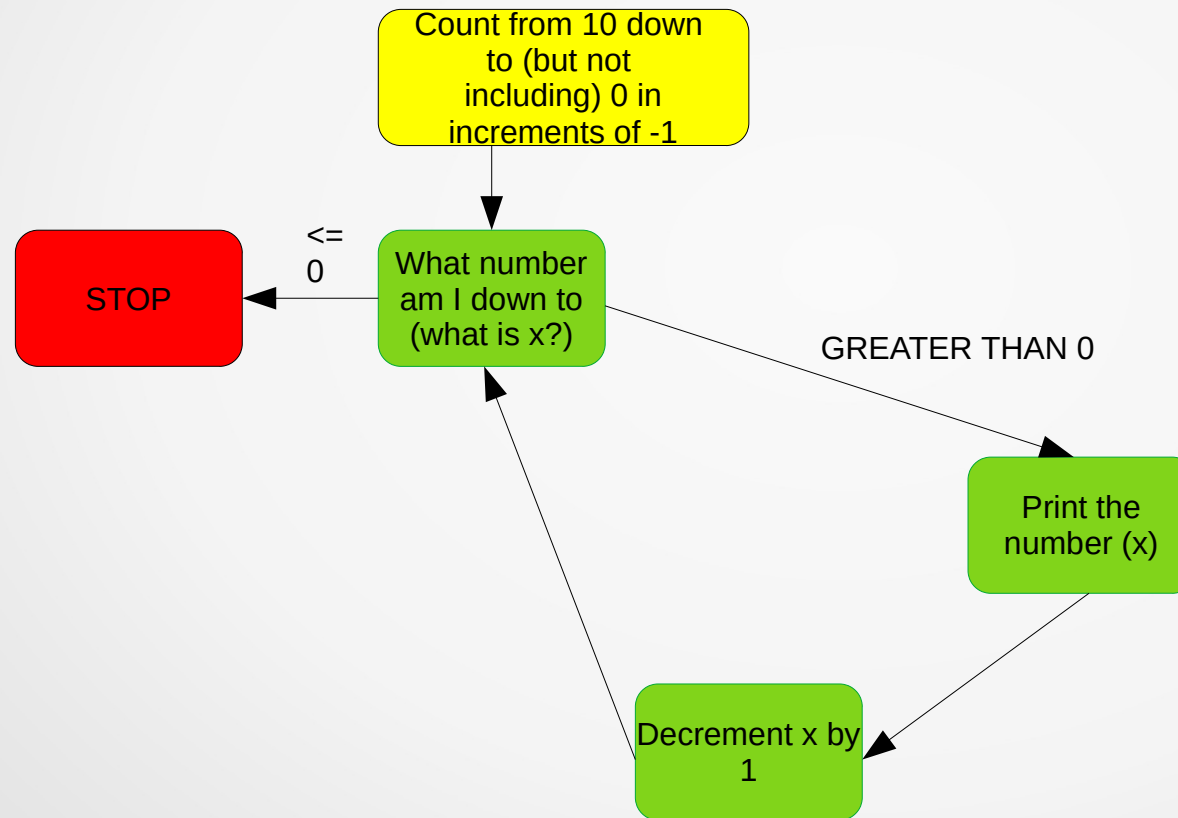 Count from 10 down
to (but not
including) 0 in
increments of -1
<=
0
STOP
What number
am I down to
(what is x?)
GREATER THAN 0
Print the
number (x)
Decrement x by
1